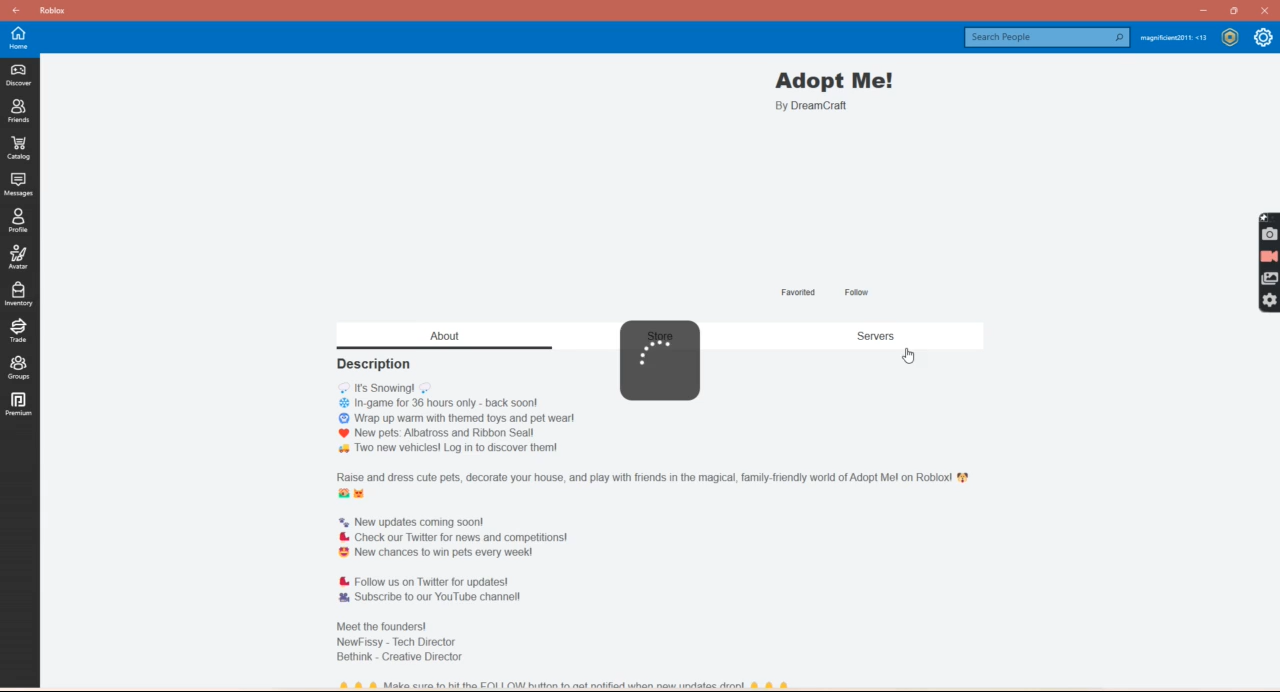 Roblox
Home
Search People
magnificient2011: <13
Discover
Friends
Catalog
Messages
Profile
Avatar
Inventory
Trade
Groups
Premium
Adopt Me!
By DreamCraft
Favorited Follow
About Store Servers
Description
It's Snowing!
In-game for 36 hours only - back soon!
Wrap up warm with themed toys and pet wear!
New pets: Albatross and Ribbon Seal!
Two new vehicles! Log in to discover them!
Raise and dress cute pets, decorate your house, and play with friends in the magical, family-friendly world of Adopt Me! on Roblox!
New updates coming soon!
Check our Twitter for news and competitions!
New chances to win pets every week!
Follow us on Twitter for updates!
Subscribe to our YouTube channel!
Meet the founders!
NewFissy - Tech Director
Bethink - Creative Director
Make sure to hit the FOLLOW button to get notified when new updates drop!